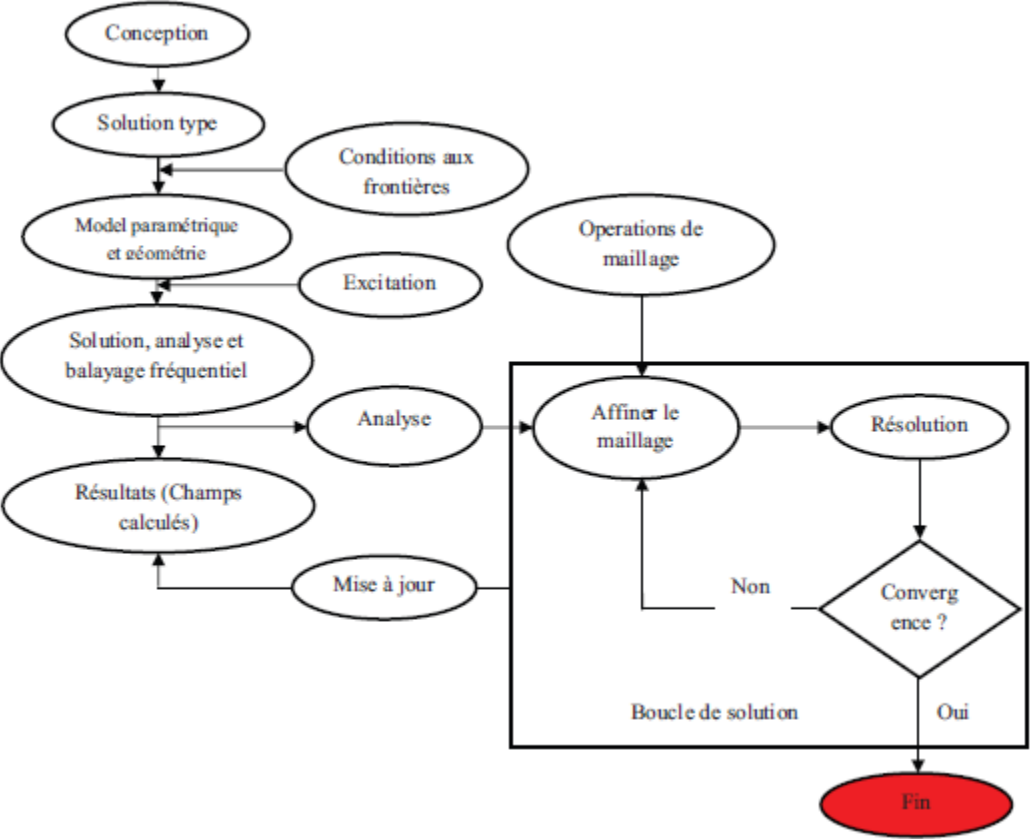 Conception
Solution type
Conditions aux
frontières
Model paramétrique
et géométrie
Excitation
Operations de
maillage
Solution, analyse et
balayage fréquentiel
Analyse
Affiner le
maillage
Résolution
Résultats (Champs
calculés)
Mise à jour
Non
Converg
ence ?
Boucle de solution
Oui
Fin